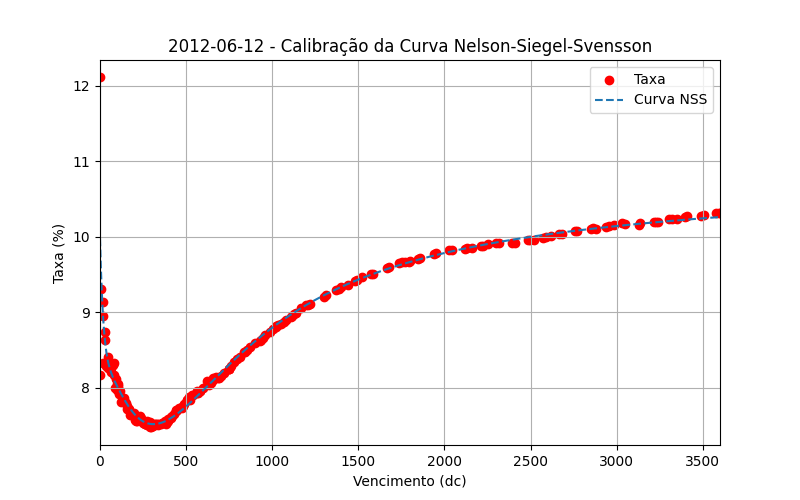 2012-06-12 - Calibração da Curva Nelson-Siegel-Svensson
Taxa
Curva NSS
Taxa (%)
12
11
10
9
8
0 500 1000 1500 2000 2500 3000 3500
Vencimento (dc)